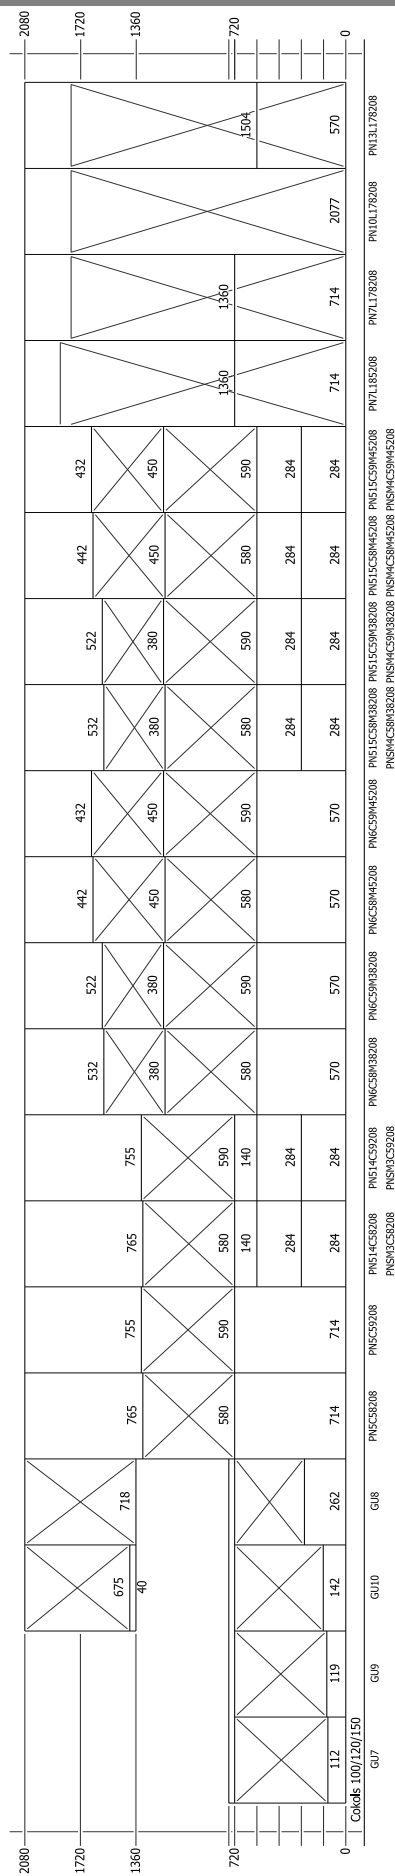 2080 2080
1720 432 442 522 532 432 442 522 532 1720
1360 675 718 765 765 755 755 1360
40 380 380 450 450 380 380 450 450
720 580 590 580 590 1360 1360 720
140 140 580 590 580 590 580 590 580 590 1504
284 284 284 284 284 284
0 112 119 142 262 714 714 284 284 570 570 570 570 284 284 284 284 714 714 2077 570 0
Cokols 100/120/150
GU7
GU9
GU10
GU8
PN5C58208
PN5C59208
PN514C58208
PNSM3C58208
PN514C59208
PNSM3C59208
PN6C58M38208
PN6C59M38208
PN6C58M45208
PN6C59M45208
PN515C58M38208
PNSM4C58M38208
PN515C59M38208
PNSM4C59M38208
PN515C58M45208
PNSM4C58M45208
PN515C59M45208
PNSM4C59M45208
PN7L185208
PN7L178208
PN10L178208
PN13L178208